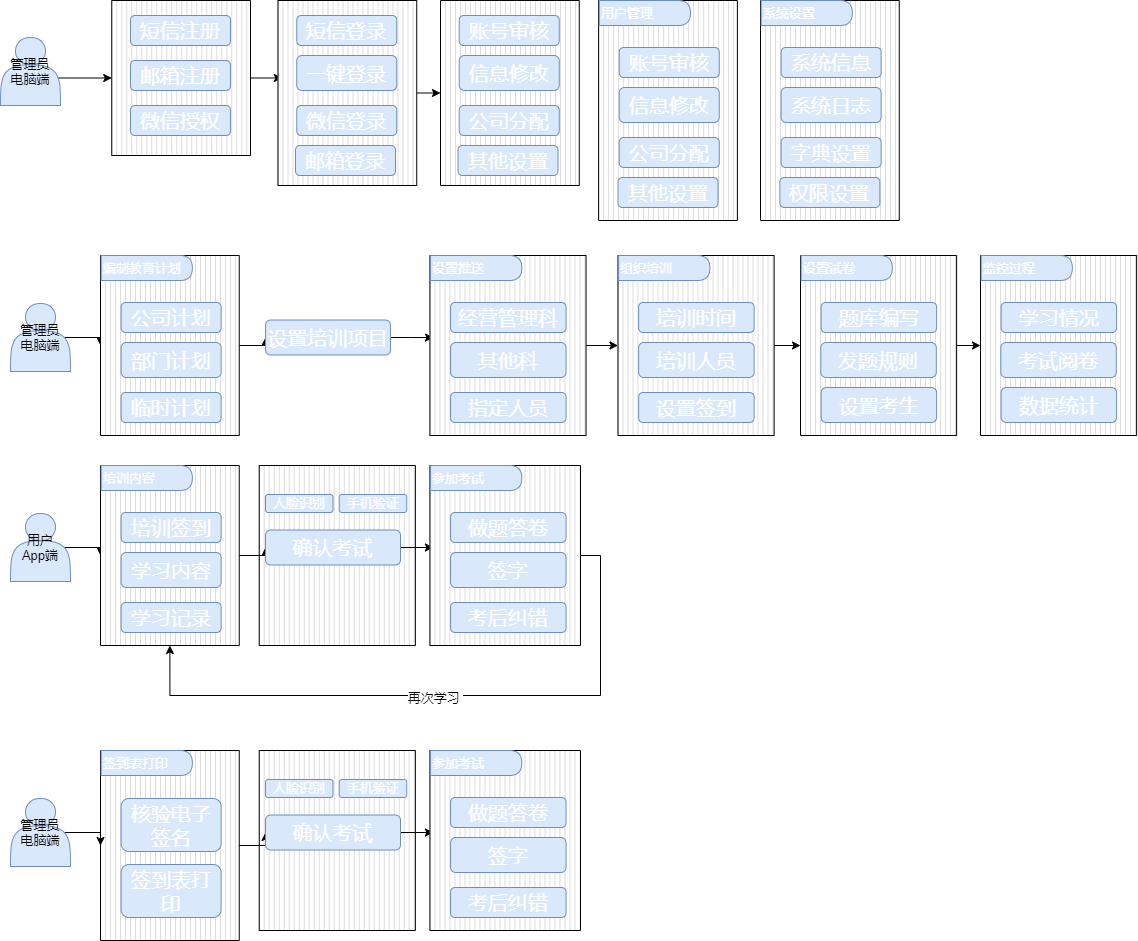 管理员
电脑端
短信注册
邮箱注册
微信授权
短信登录
一键登录
微信登录
邮箱登录
账号审核
信息修改
公司分配
其他设置
用户管理
账号审核
信息修改
公司分配
其他设置
系统设置
系统信息
系统日志
字典设置
权限设置
管理员
电脑端
编制教育计划
公司计划
部门计划
临时计划
设置培训项目
设置推送
经营管理科
其他科
指定人员
组织培训
培训时间
培训人员
设置签到
设置试卷
题库编写
发题规则
设置考生
监控过程
学习情况
考试阅卷
数据统计
用户
App端
培训内容
培训签到
学习内容
学习记录
人脸识别
手机验证
确认考试
参加考试
做题答卷
签字
考后纠错
再次学习
管理员
电脑端
签到表打印
核验电子
签名
签到表打
印
人脸识别
手机验证
确认考试
参加考试
做题答卷
签字
考后纠错